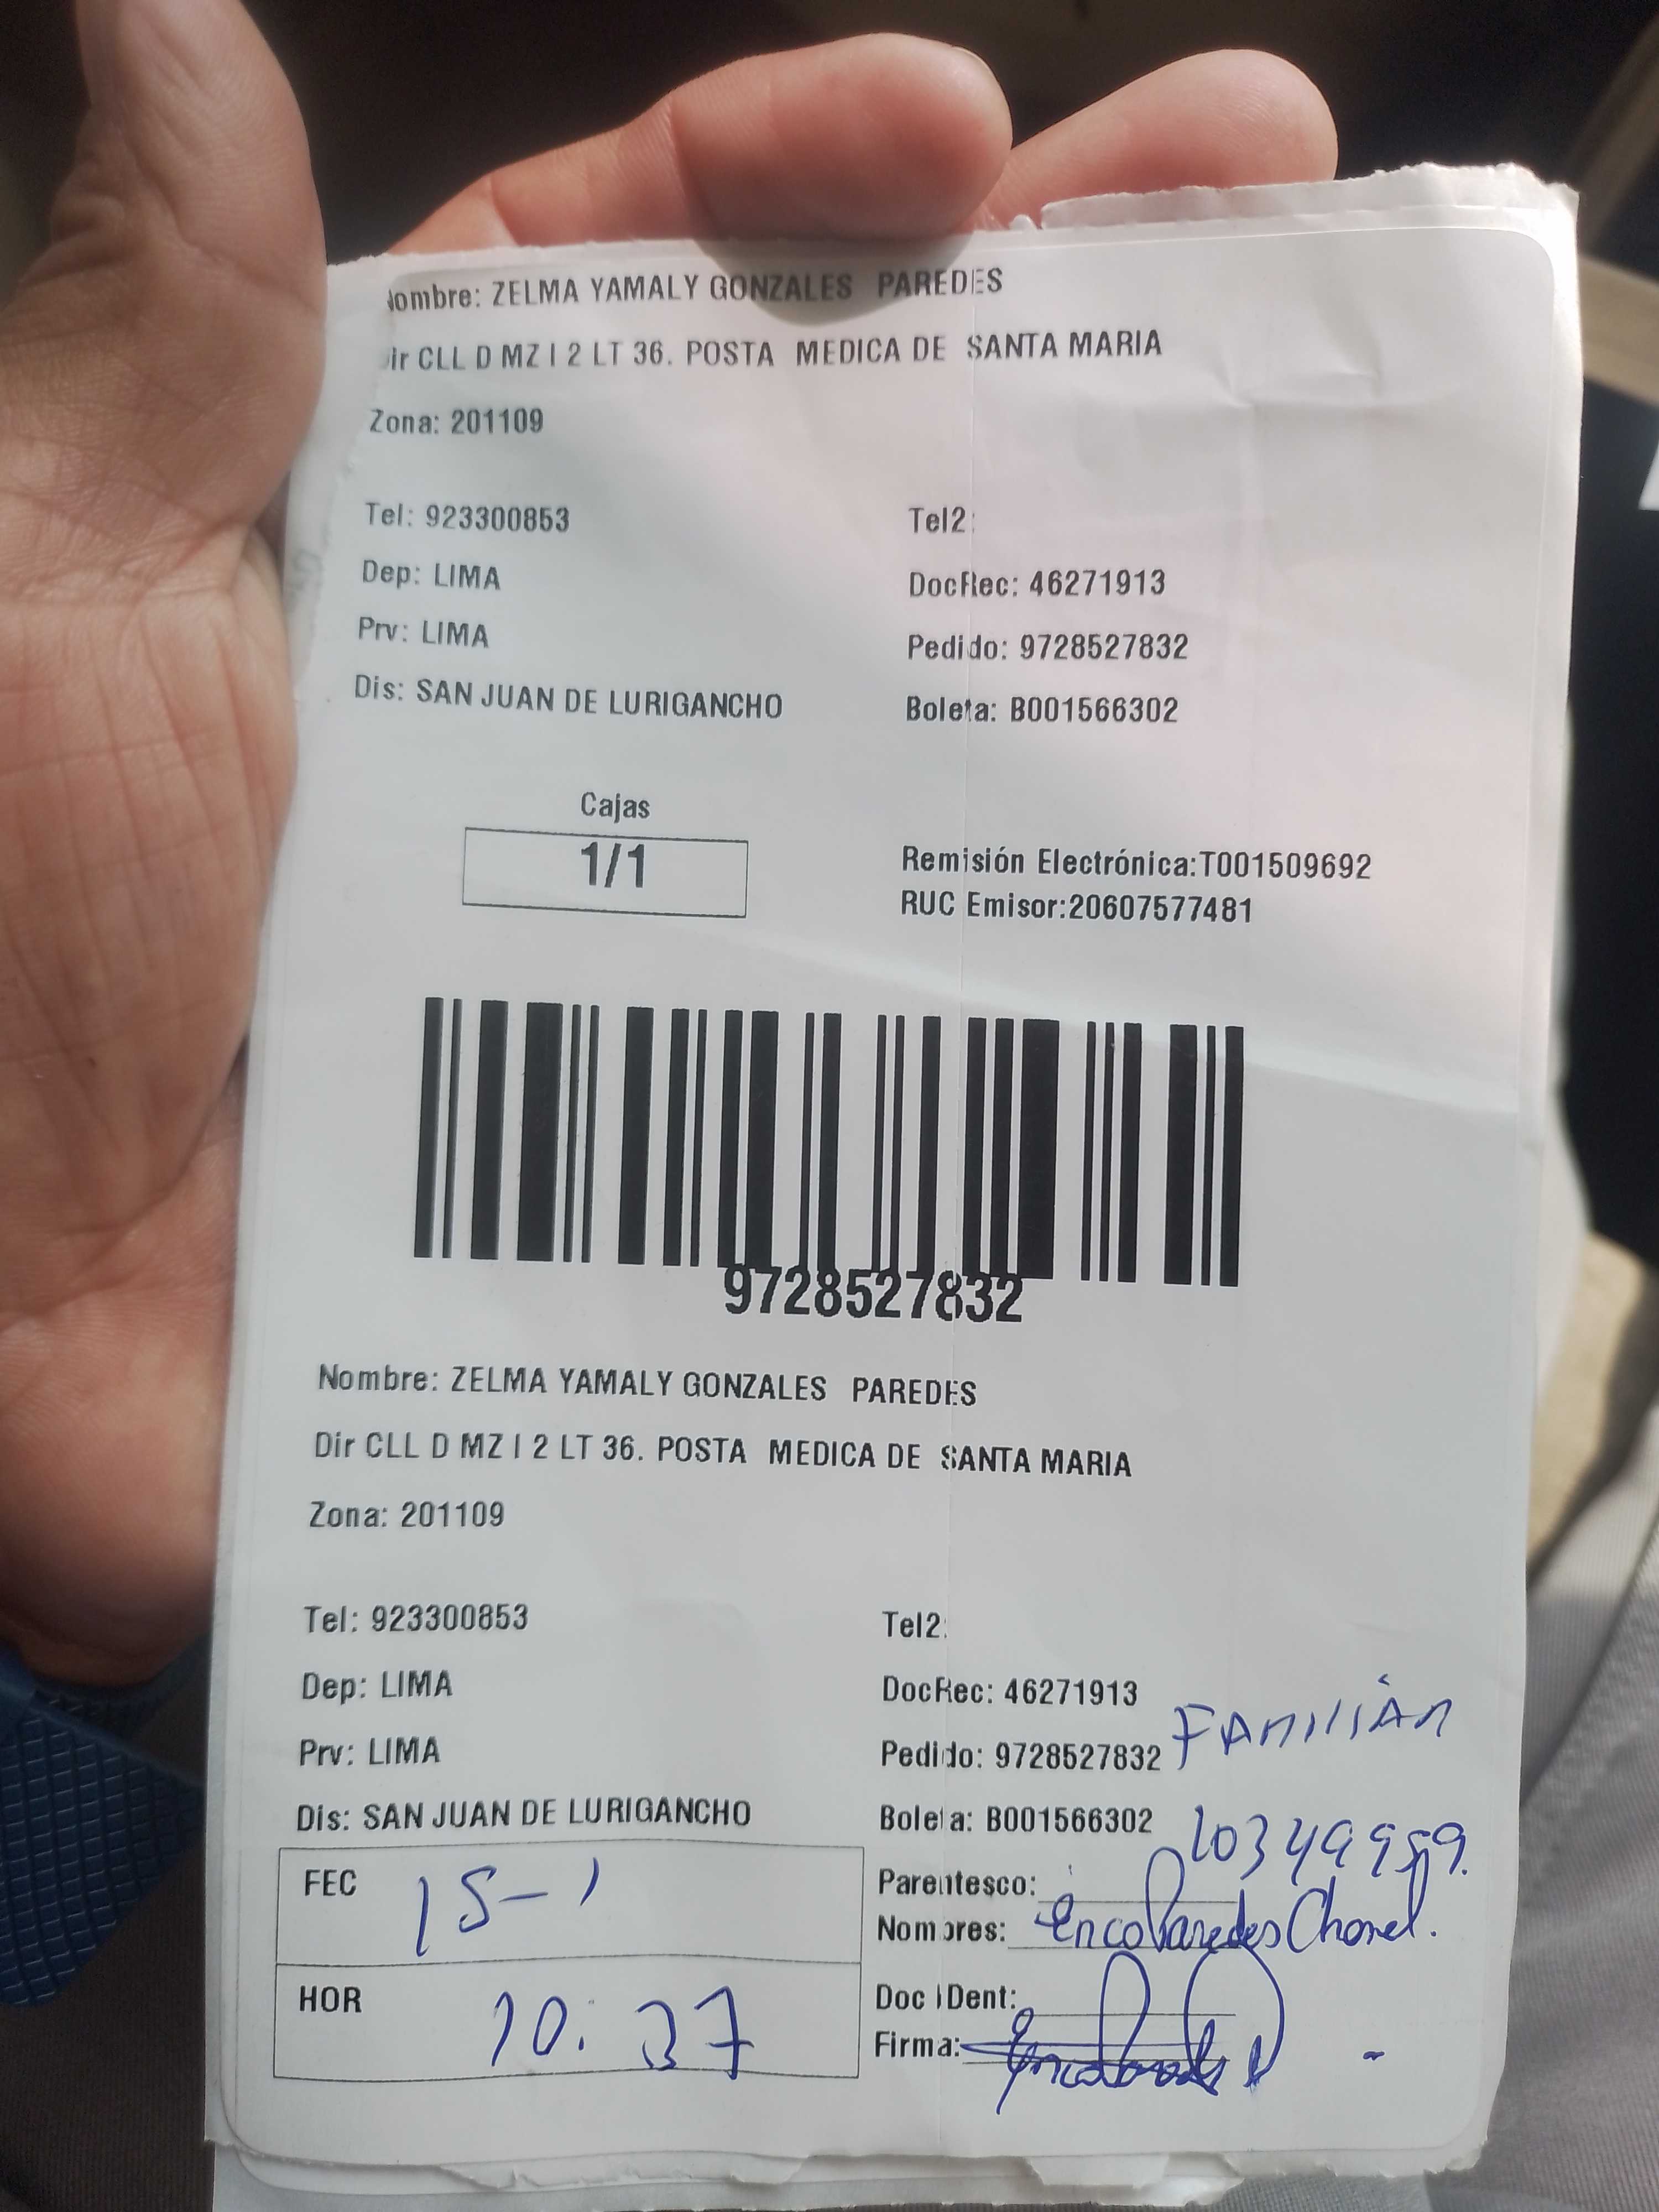 Nombre: ZELMA YAMALY GONZALES PAREDES
Dir CLL D MZ I 2 LT 36. POSTA MEDICA DE SANTA MARIA
Zona: 201109
Tel: 923300853 Tel2:
Dep: LIMA DocRec: 46271913
Prv: LIMA Pedido: 9728527832
Dis: SAN JUAN DE LURIGANCHO Boleta: B001566302
Cajas
1/1
Remisión Electrónica:T001509692
RUC Emisor:20607577481
9728527832
Nombre: ZELMA YAMALY GONZALES PAREDES
Dir CLL D MZ I 2 LT 36. POSTA MEDICA DE SANTA MARIA
Zona: 201109
Tel: 923300853 Tel2:
Dep: LIMA DocRec: 46271913
FAMILIAR
Prv: LIMA Pedido: 9728527832
Dis: SAN JUAN DE LURIGANCHO Boleta: B001566302
FEC 15-1
Parentesco:
Nombres: Paredes
HOR 10:37
Doc IDent:
Firma: